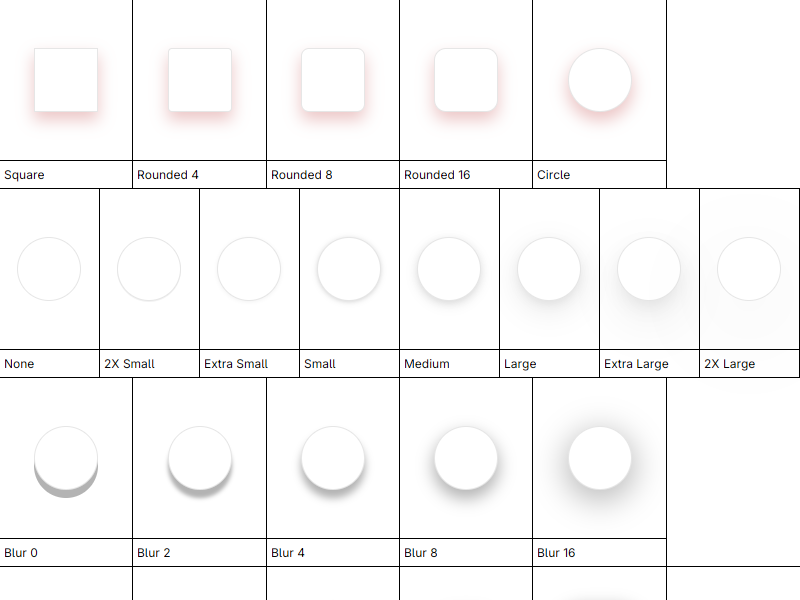 Square
Rounded 4
Rounded 8
Rounded 16
Circle
None
2X Small
Extra Small
Small
Medium
Large
Extra Large
2X Large
Blur 0
Blur 2
Blur 4
Blur 8
Blur 16